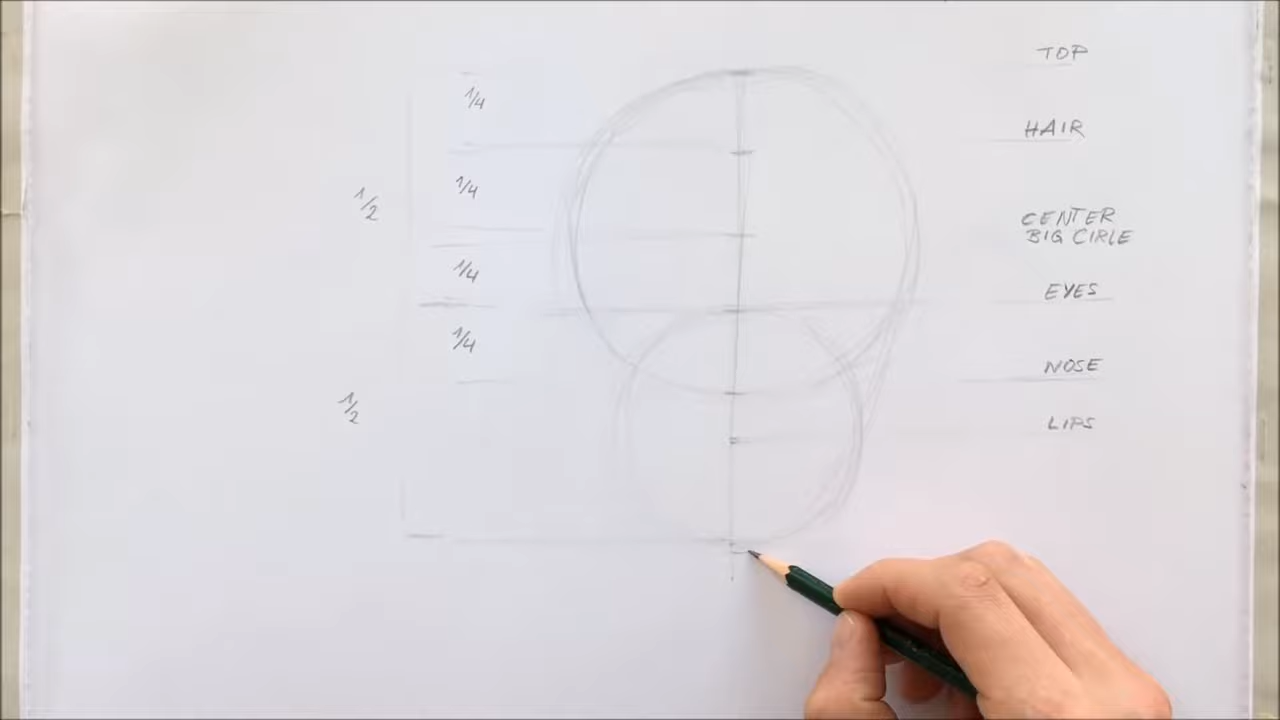 TOP
1/4
HAIR
1/4
1/2
CENTER
BIG CIRLE
1/4
EYES
1/4
NOSE
1/2
LIPS